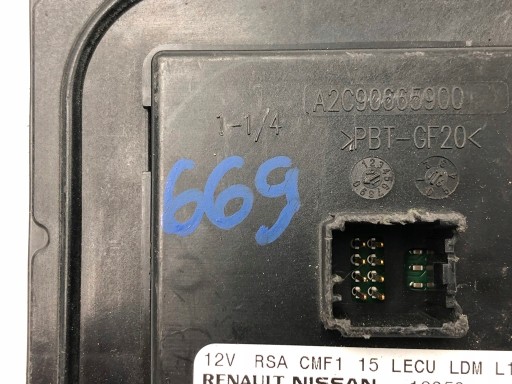 A2C90665900
1-1/4
>PBT-GF20<
669
12V RSA CMF1 15 LECU LDM L1
RENAULT NISSAN